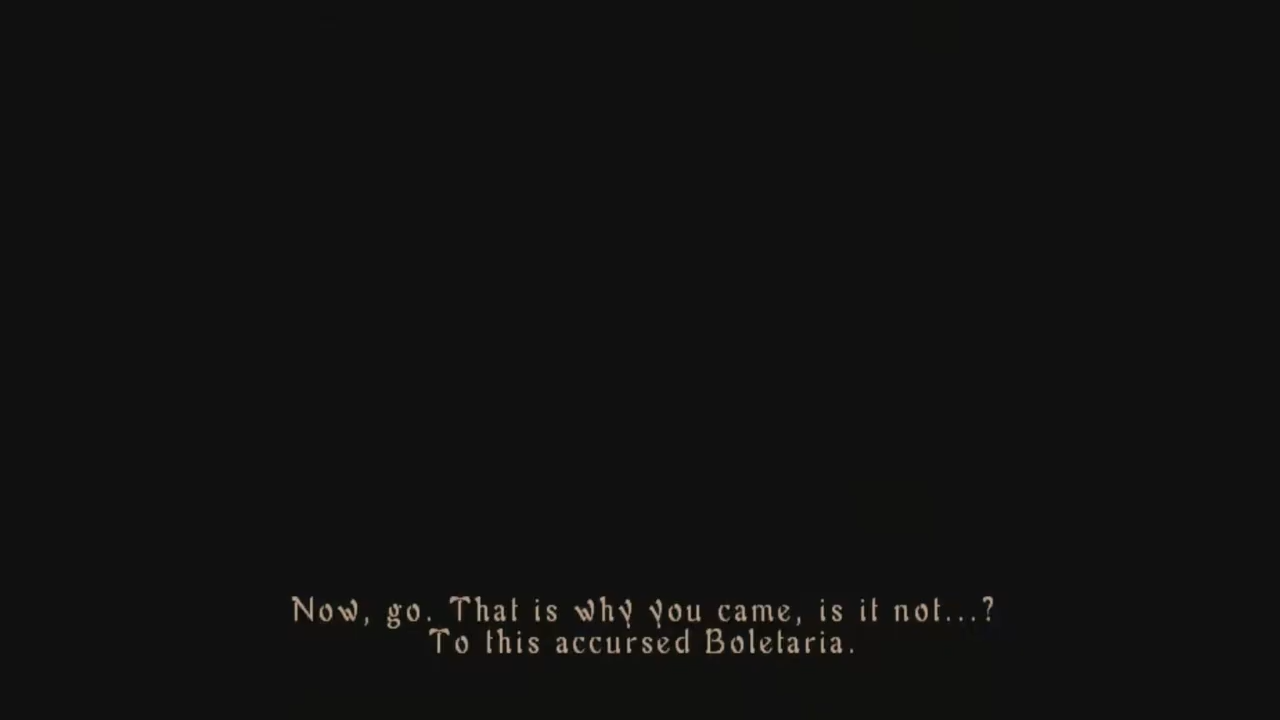 Now, go. That is why you came, is it not...?
To this accursed Boletaria.